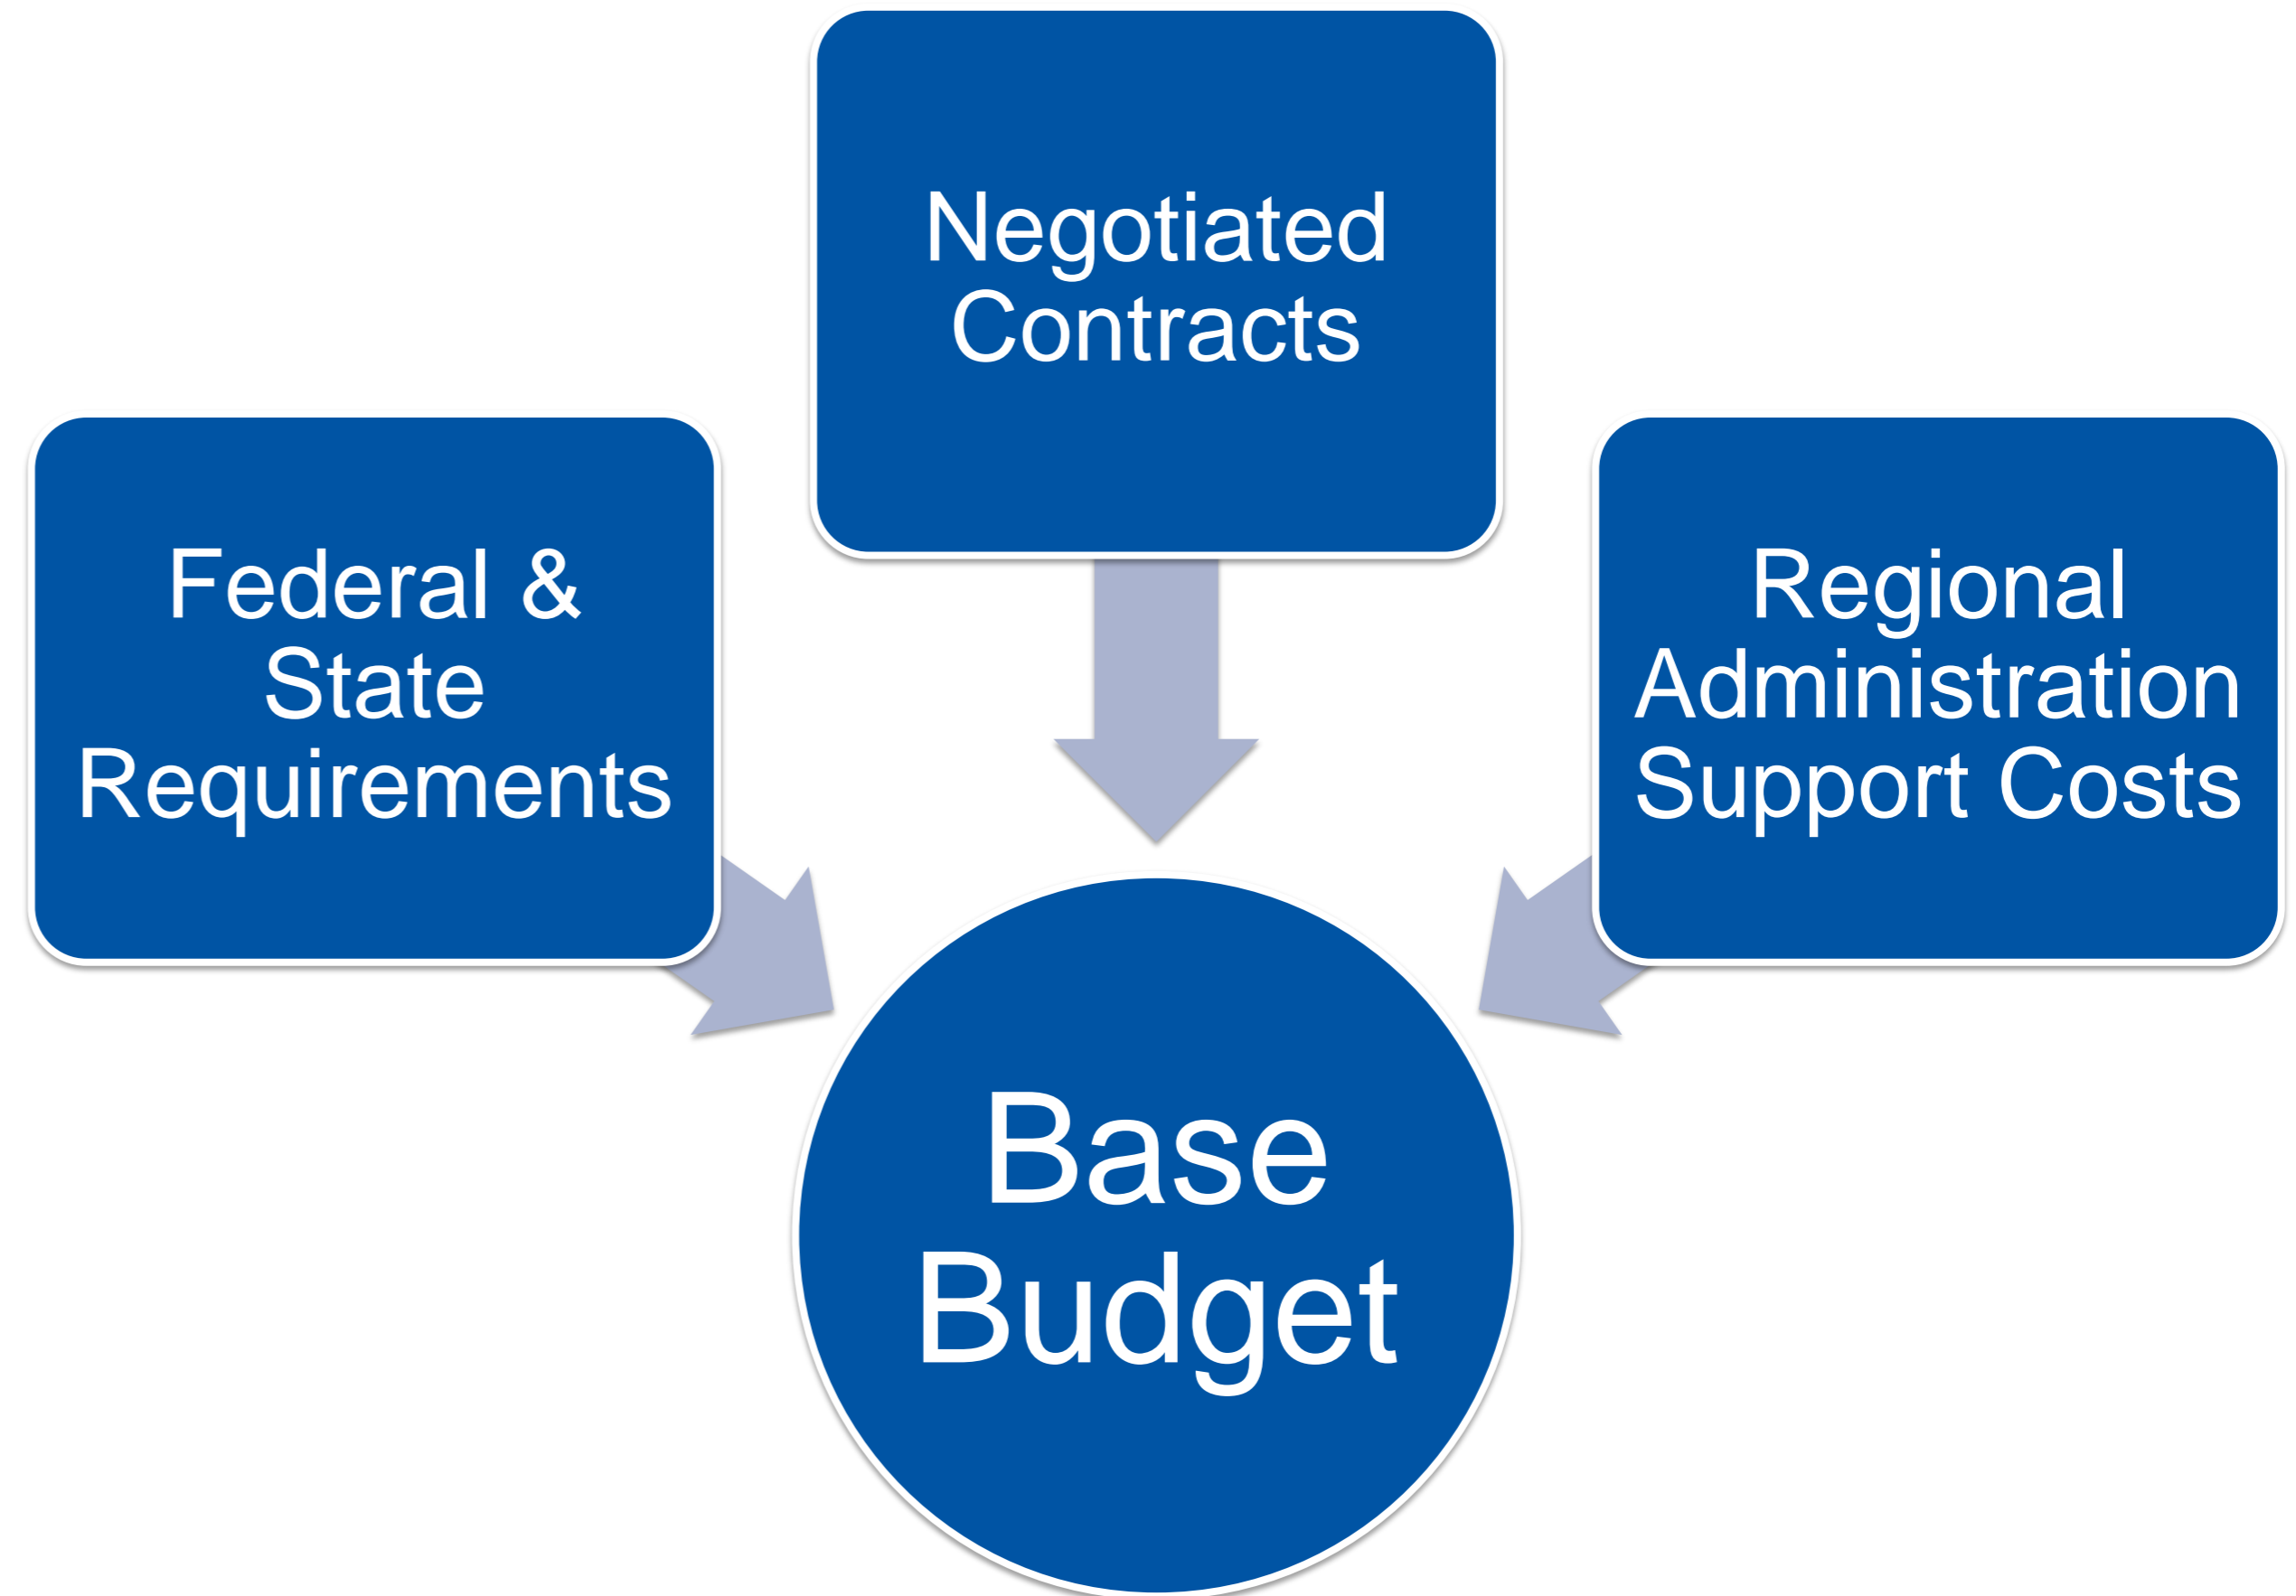 Negotiated
Contracts
Federal &
State
Requirements
Regional
Administration
Support Costs
Base
Budget